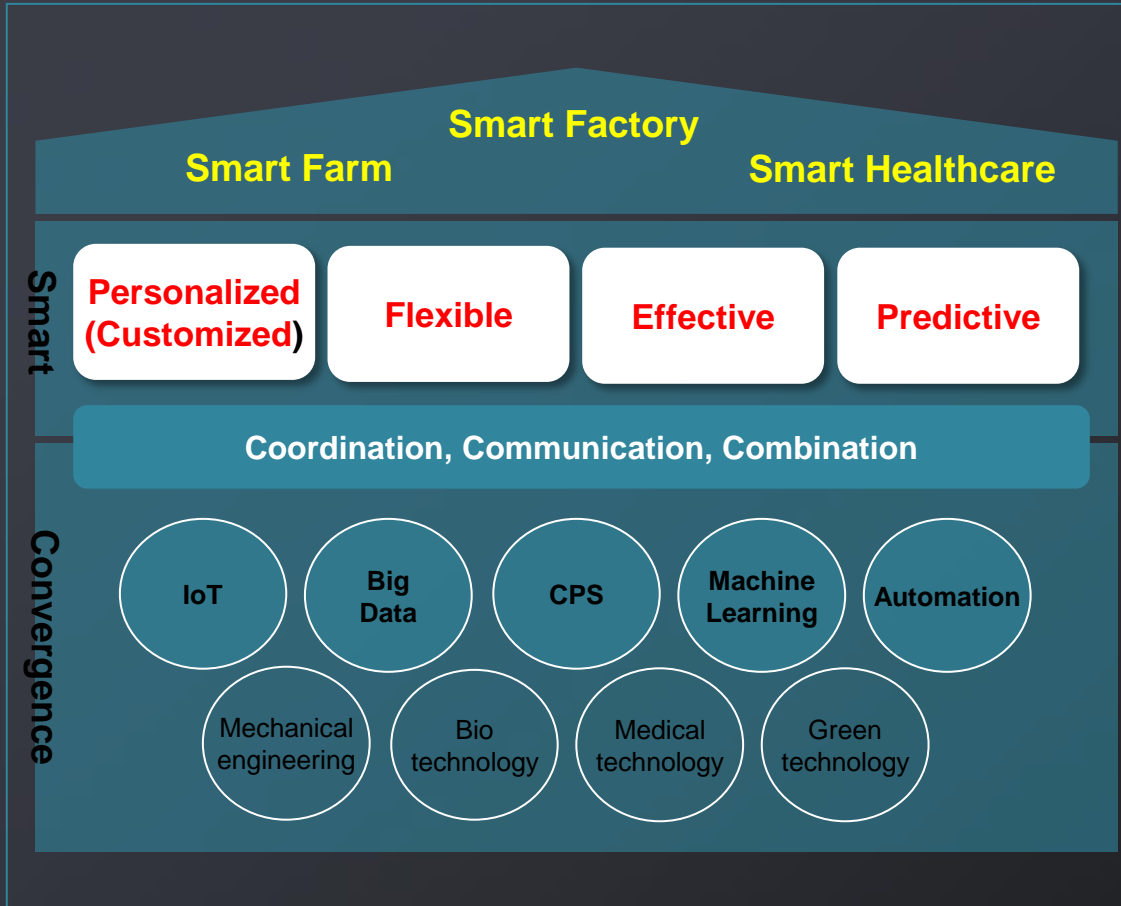 Smart Factory
Smart Farm
Smart Healthcare
Smart
Personalized
(Customized)
Flexible
Effective
Predictive
Coordination, Communication, Combination
Convergence
IoT
Big
Data
CPS
Machine
Learning
Automation
Mechanical
engineering
Bio
technology
Medical
technology
Green
technology